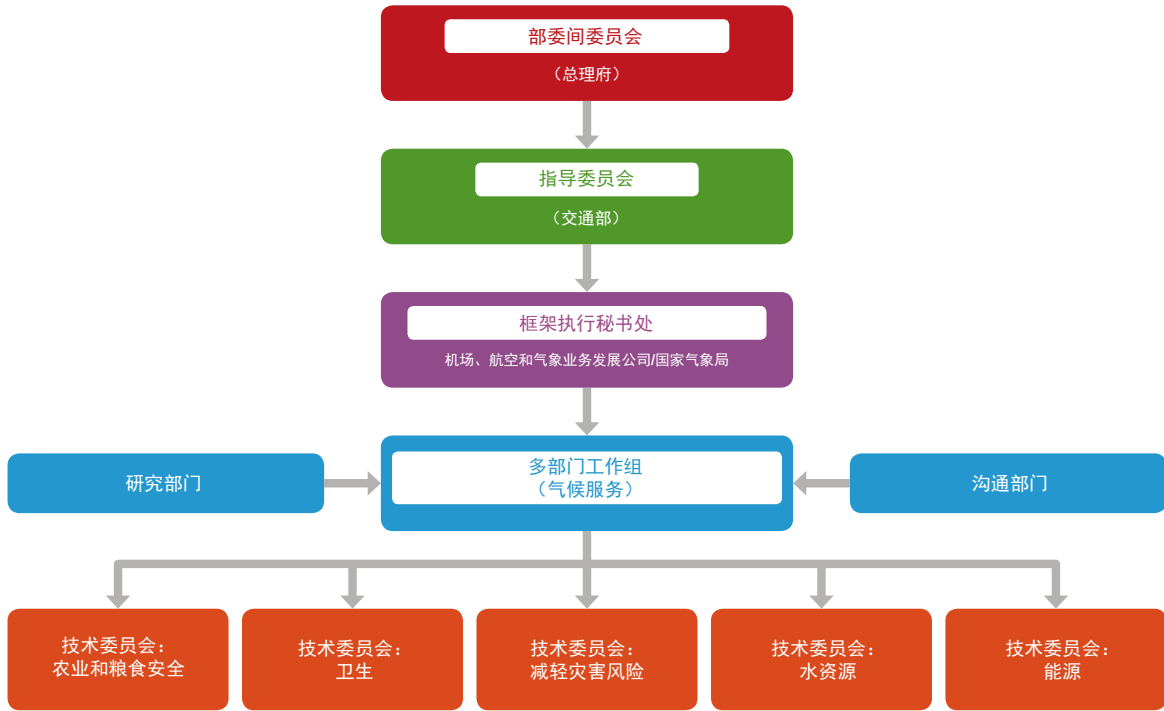 部委间委员会
（总理府）
指导委员会
（交通部）
框架执行秘书处
机场、航空和气象业务发展公司/国家气象局
研究部门
多部门工作组
（气候服务）
沟通部门
技术委员会：
农业和粮食安全
技术委员会：
卫生
技术委员会：
减轻灾害风险
技术委员会：
水资源
技术委员会：
能源